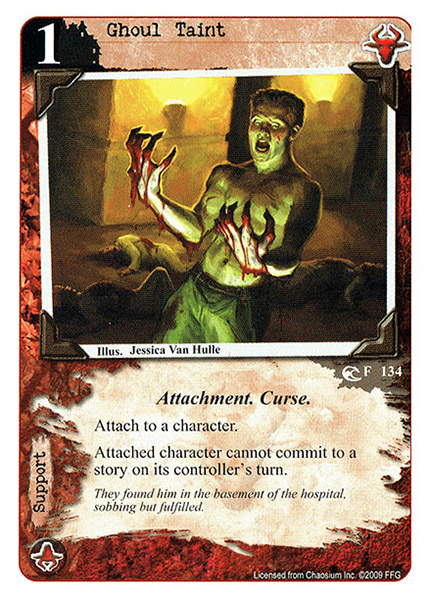 1
Ghoul Taint
Illus. Jessica Van Hulle
F 134
Attachment. Curse.
Attach to a character.
Attached character cannot commit to a
story on its controller's turn.
They found him in the basement of the hospital,
sobbing but fulfilled.
Support
Licensed from Chaosium Inc. ©2009 FFG